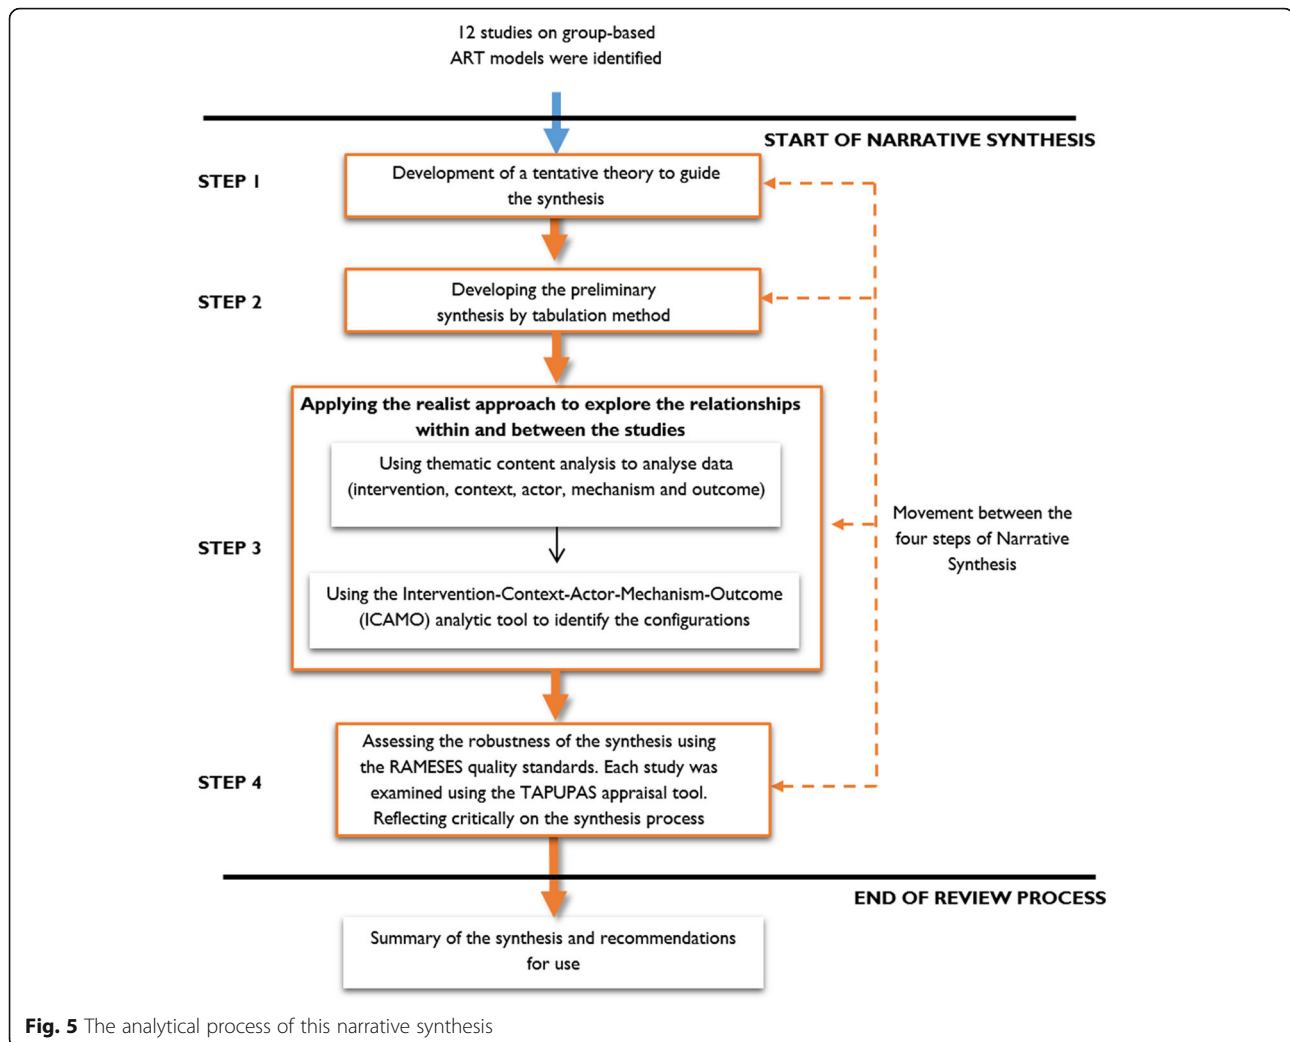 12 studies on group-based
ART models were identified
START OF NARRATIVE SYNTHESIS
STEP 1
Development of a tentative theory to guide
the synthesis
STEP 2
Developing the preliminary
synthesis by tabulation method
Applying the realist approach to explore the relationships
within and between the studies
Using thematic content analysis to analyse data
(intervention, context, actor, mechanism and outcome)
STEP 3
Movement between the
four steps of Narrative
Synthesis
Using the Intervention-Context-Actor-Mechanism-Outcome
(ICAMO) analytic tool to identify the configurations
STEP 4
Assessing the robustness of the synthesis using
the RAMESES quality standards. Each study was
examined using the TAPUPAS appraisal tool.
Reflecting critically on the synthesis process
END OF REVIEW PROCESS
Summary of the synthesis and recommendations
for use
Fig. 5 The analytical process of this narrative synthesis